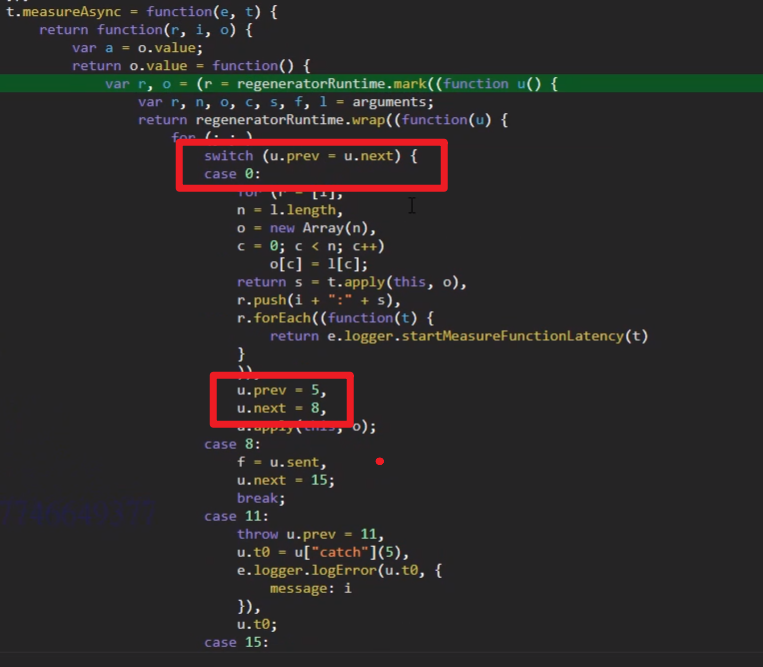 t.measureAsync = function(e, t) {
return function(r, i, o) {
var a = o.value;
return o.value = function() {
var r, o = (r = regeneratorRuntime.mark((function u() {
var r, n, o, c, s, f, l = arguments;
return regeneratorRuntime.wrap((function(u) {
for (; ; )
switch (u.prev = u.next) {
case 0:
for (r = [i],
n = l.length,
o = new Array(n),
c = 0; c < n; c++)
o[c] = l[c];
return s = t.apply(this, o),
r.push(i + ":" + s),
r.forEach((function(t) {
return e.logger.startMeasureFunctionLatency(t)
}
)),
u.prev = 5,
u.next = 8,
a.apply(this, o);
case 8:
f = u.sent,
u.next = 15;
break;
case 11:
throw u.prev = 11,
u.t0 = u["catch"](5),
e.logger.logError(u.t0, {
message: i
}),
u.t0;
case 15: